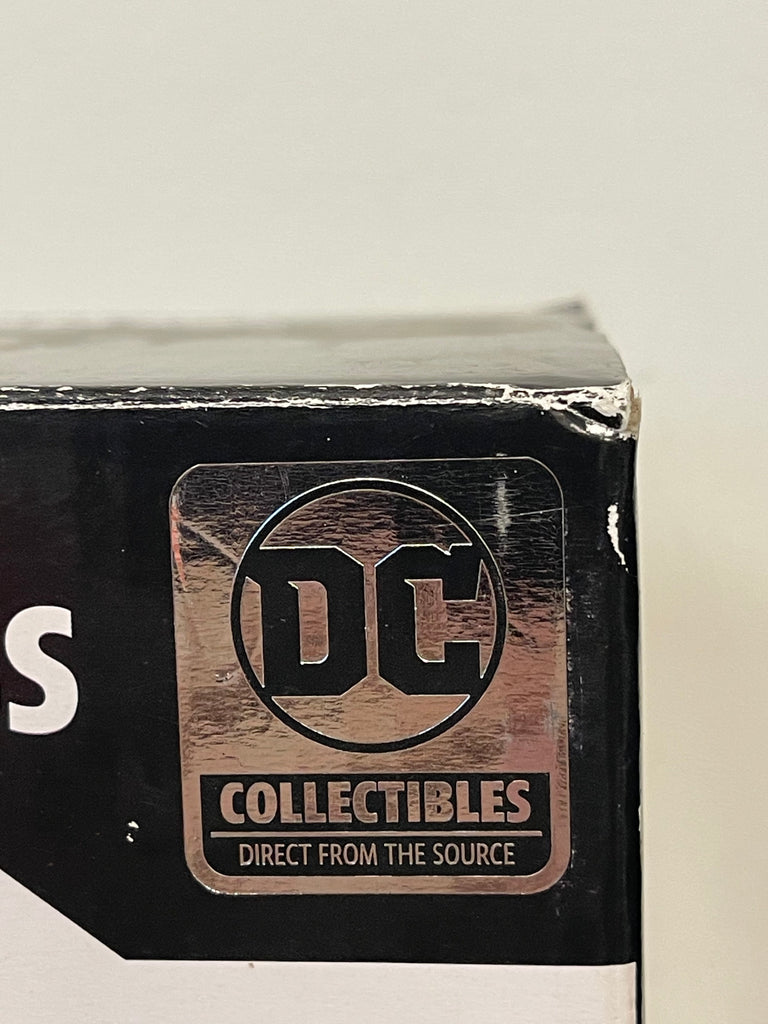 DC
S
COLLECTIBLES
DIRECT FROM THE SOURCE